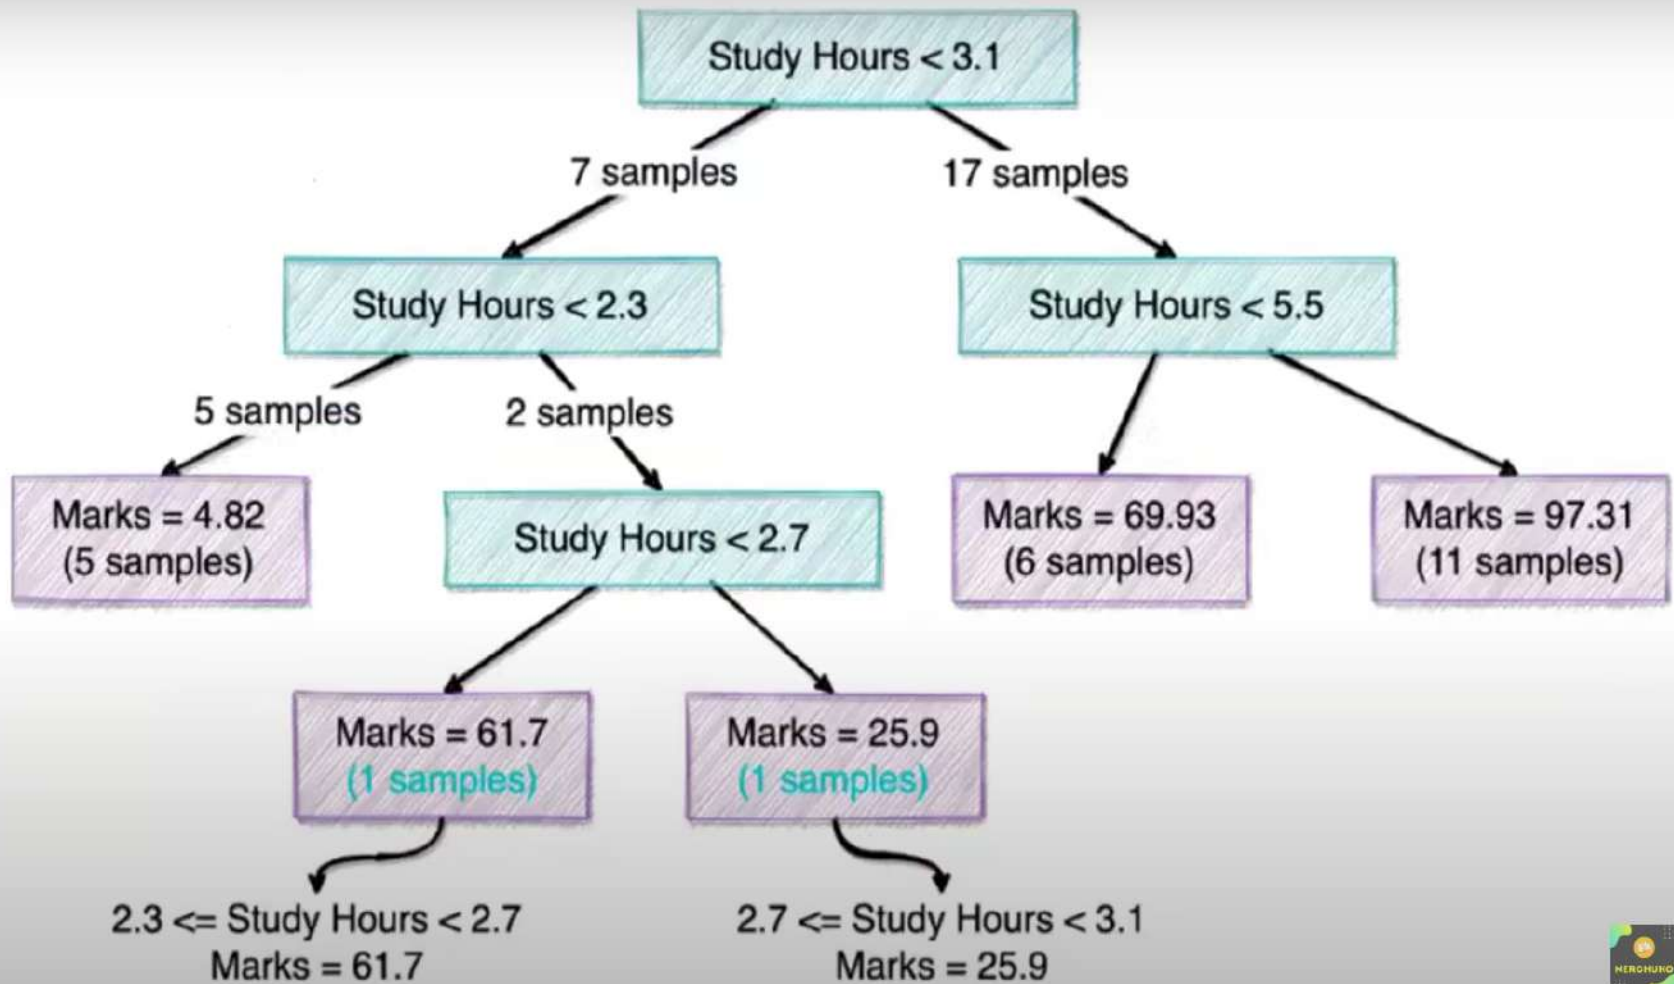 Study Hours < 3.1
7 samples
17 samples
Study Hours < 2.3
Study Hours < 5.5
5 samples
2 samples
Marks = 4.82
(5 samples)
Study Hours < 2.7
Marks = 69.93
(6 samples)
Marks = 97.31
(11 samples)
Marks = 61.7
(1 samples)
Marks = 25.9
(1 samples)
2.3 <= Study Hours < 2.7
Marks = 61.7
2.7 <= Study Hours < 3.1
Marks = 25.9
NERCHUKO